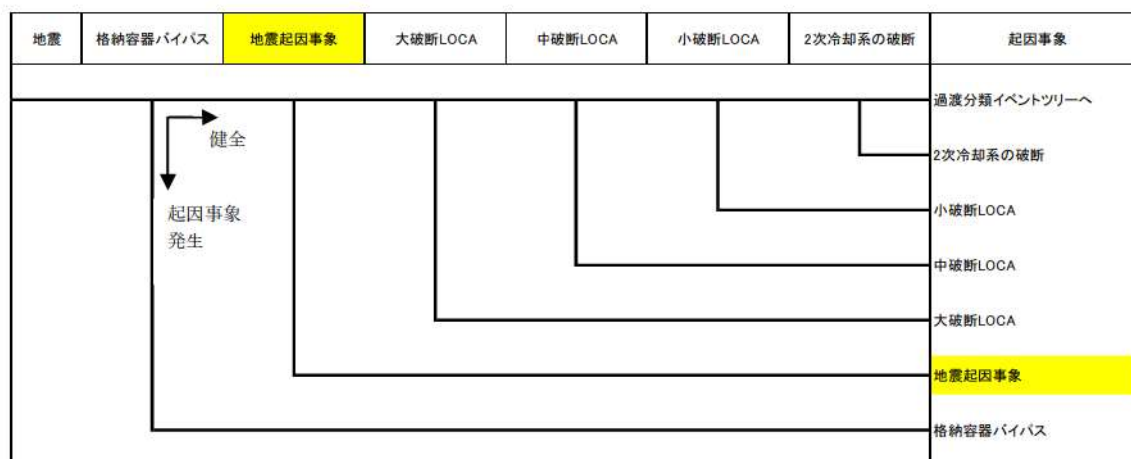 地震
格納容器バイパス
地震起因事象
大破断LOCA
中破断LOCA
小破断LOCA
2次冷却系の破断
起因事象
過渡分類イベントツリーへ
健全
2次冷却系の破断
起因事象
発生
小破断LOCA
中破断LOCA
大破断LOCA
地震起因事象
格納容器バイパス